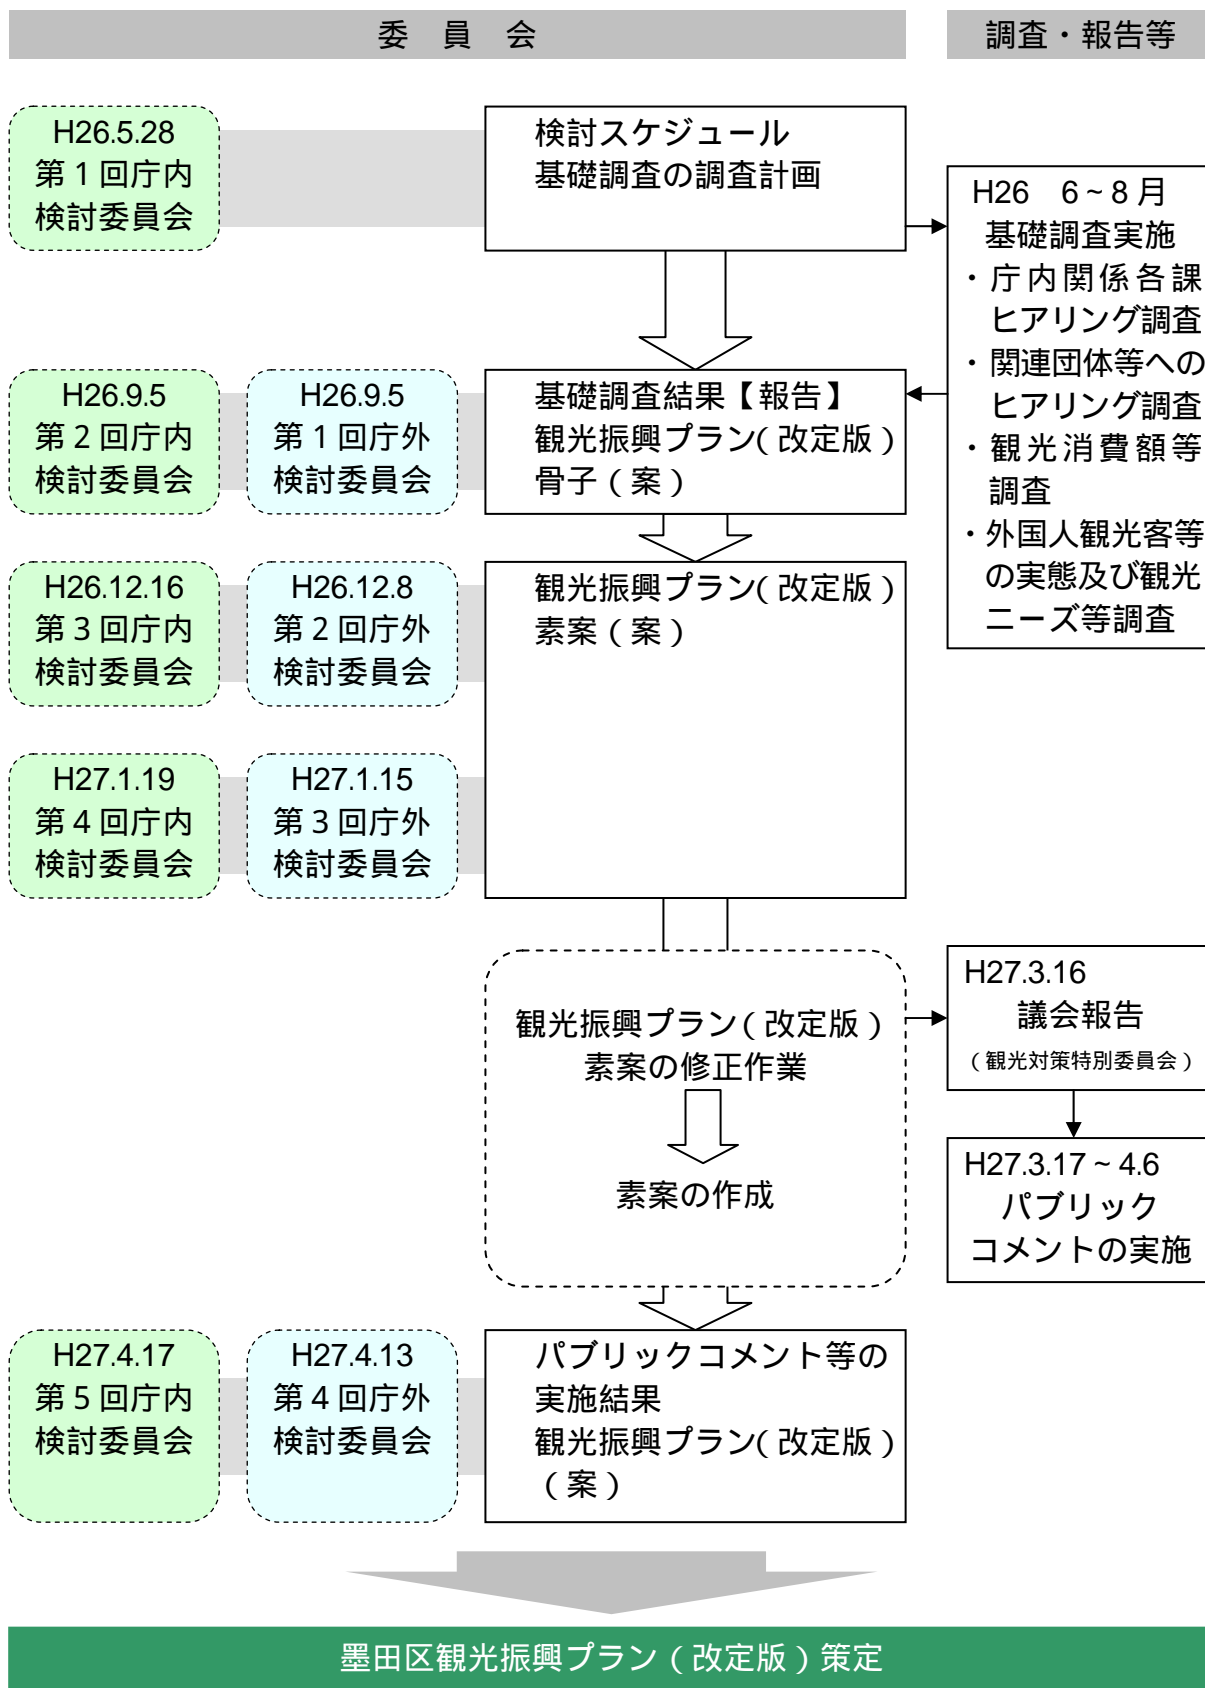 委 員 会
調査・報告等
H26.5.28
第１回庁内
検討委員会
検討スケジュール
基礎調査の調査計画
H26　６~８月
基礎調査実施
・庁内関係各課
ヒアリング調査
・関連団体等への
ヒアリング調査
・観光消費額等
調査
・外国人観光客等
の実態及び観光
ニーズ等調査
H26.9.5
第２回庁内
検討委員会
H26.9.5
第１回庁外
検討委員会
基礎調査結果【報告】
観光振興プラン（改定版）
骨子（案）
H26.12.16
第３回庁内
検討委員会
H26.12.8
第２回庁外
検討委員会
観光振興プラン（改定版）
素案（案）
H27.1.19
第４回庁内
検討委員会
H27.1.15
第３回庁外
検討委員会
観光振興プラン（改定版）
素案の修正作業
素案の作成
H27.3.16
議会報告
（観光対策特別委員会）
H27.3.17~4.6
パブリック
コメントの実施
H27.4.17
第５回庁内
検討委員会
H27.4.13
第４回庁外
検討委員会
パブリックコメント等の
実施結果
観光振興プラン（改定版）
（案）
墨田区観光振興プラン（改定版）策定